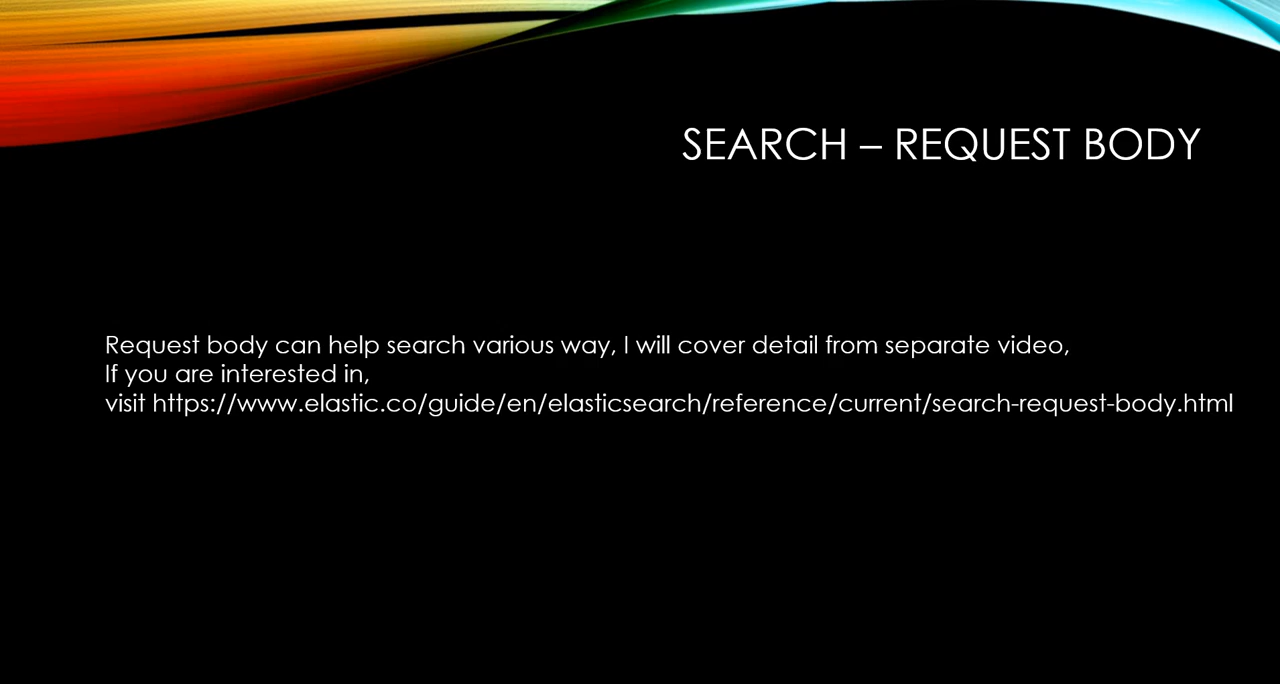 SEARCH – REQUEST BODY
Request body can help search various way, I will cover detail from separate video,
If you are interested in,
visit https://www.elastic.co/guide/en/elasticsearch/reference/current/search-request-body.html